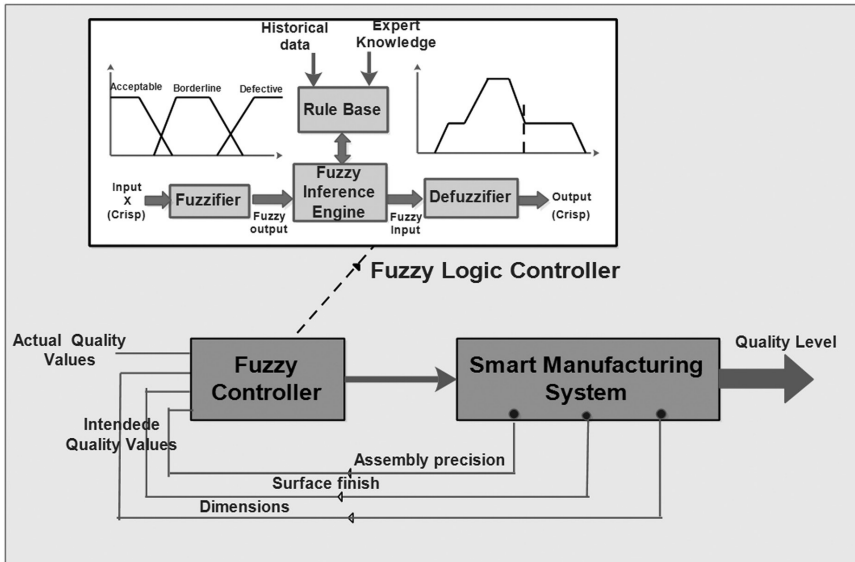 Historical
data
Expert
Knowledge
Acceptable
Borderline
Defective
Rule Base
Input
X
(Crisp)
Fuzzifier
Fuzzy
output
Fuzzy
Inference
Engine
Fuzzy
Input
Defuzzifier
Output
(Crisp)
Fuzzy Logic Controller
Actual Quality
Values
Fuzzy
Controller
Smart Manufacturing
System
Quality Level
Intendede
Quality Values
Assembly precision
Surface finish
Dimensions